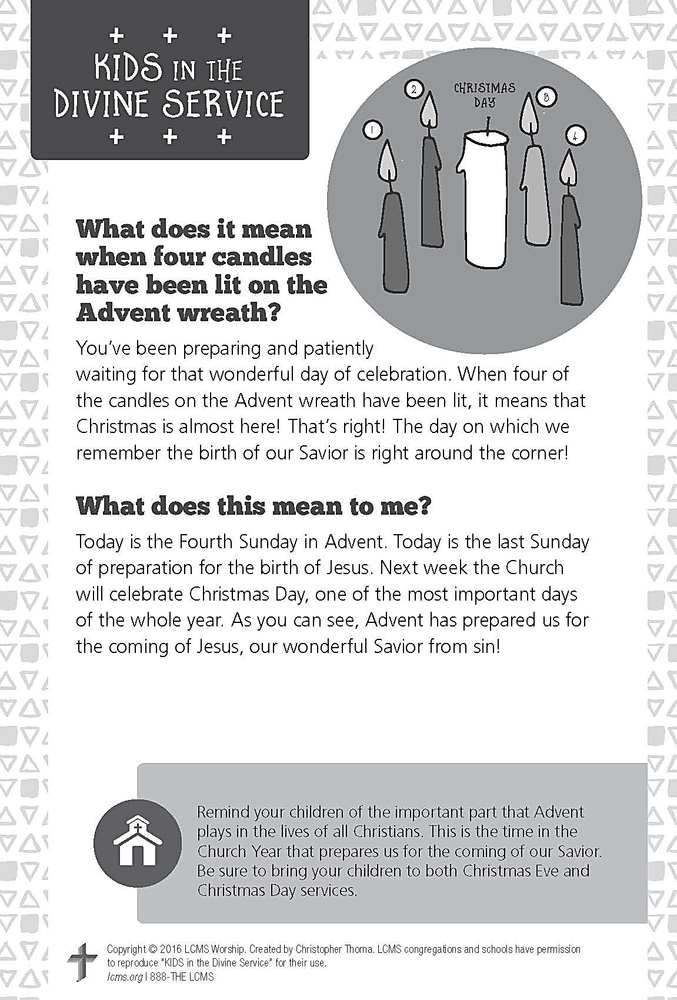 + + +
KIDS IN THE
DIVINE SERVICE
+ + +
1
2
CHRISTMAS
DAY
3
4
What does it mean
when four candles
have been lit on the
Advent wreath?
You’ve been preparing and patiently
waiting for that wonderful day of celebration. When four of
the candles on the Advent wreath have been lit, it means that
Christmas is almost here! That’s right! The day on which we
remember the birth of our Savior is right around the corner!
What does this mean to me?
Today is the Fourth Sunday in Advent. Today is the last Sunday
of preparation for the birth of Jesus. Next week the Church
will celebrate Christmas Day, one of the most important days
of the whole year. As you can see, Advent has prepared us for
the coming of Jesus, our wonderful Savior from sin!
Remind your children of the important part that Advent
plays in the lives of all Christians. This is the time in the
Church Year that prepares us for the coming of our Savior.
Be sure to bring your children to both Christmas Eve and
Christmas Day services.
Copyright © 2016 LCMS Worship. Created by Christopher Thoma. LCMS congregations and schools have permission
to reproduce "KIDS in the Divine Service” for their use.
lcms.org | 888-THE LCMS